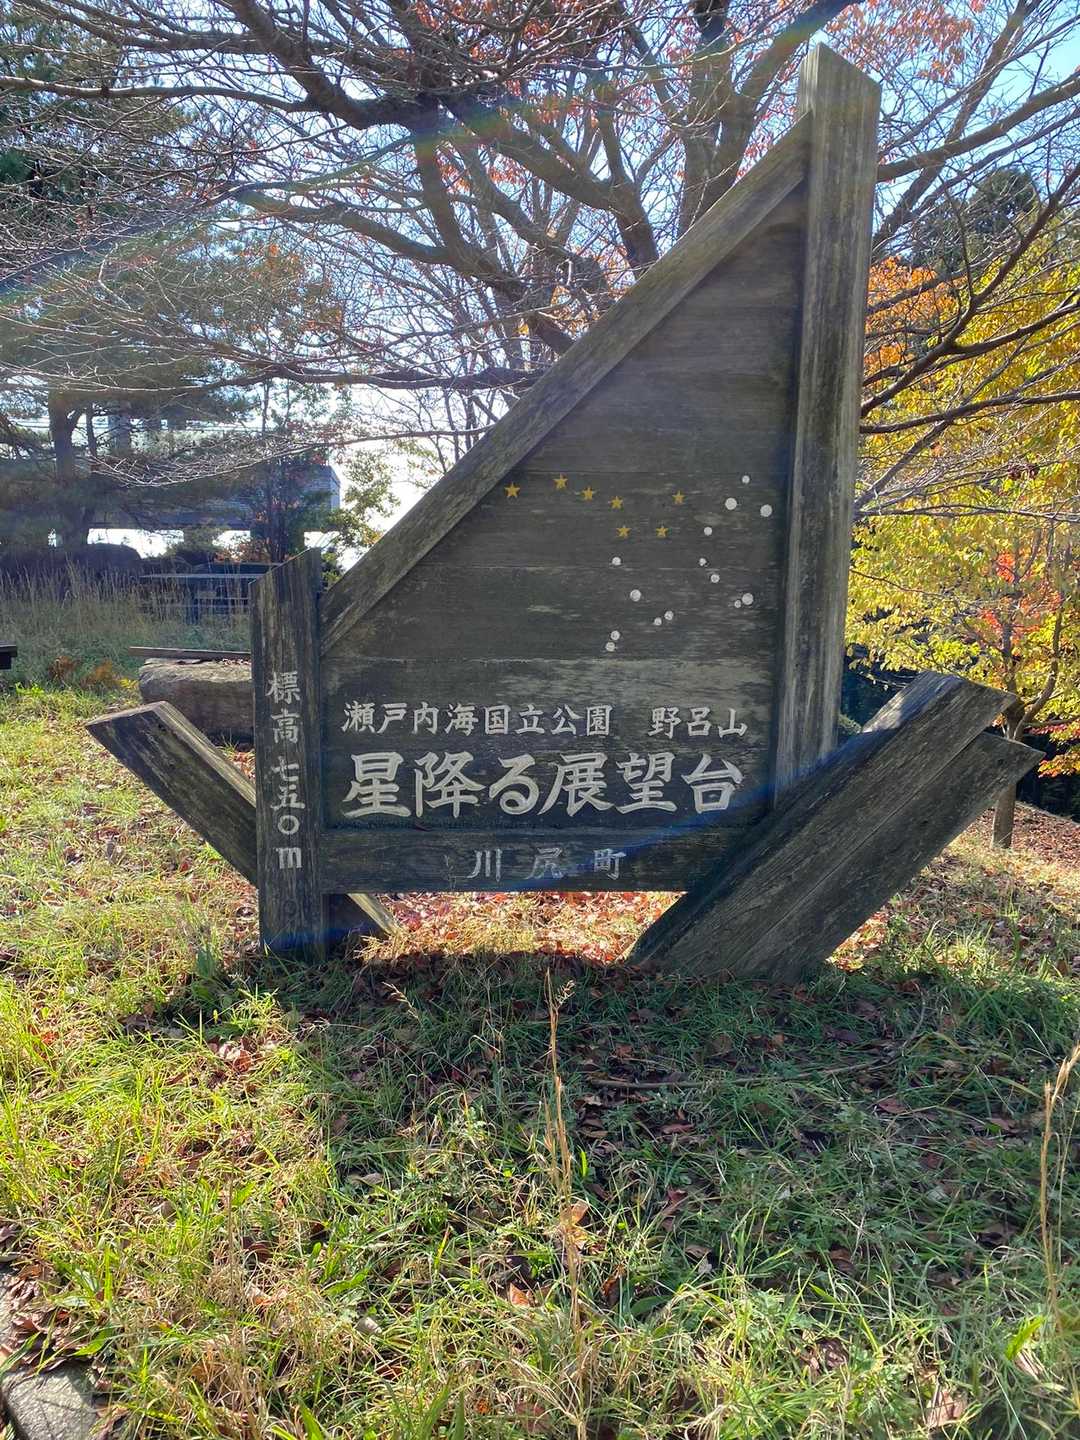 標高七五〇m
瀬戸内海国立公園　野呂山
星降る展望台
川尻町